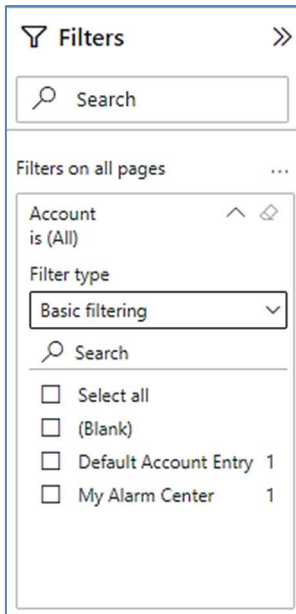 Filters
Search
Filters on all pages
...
Account
is (All)
Filter type
Basic filtering
Search
Select all
(Blank)
Default Account Entry 1
My Alarm Center 1